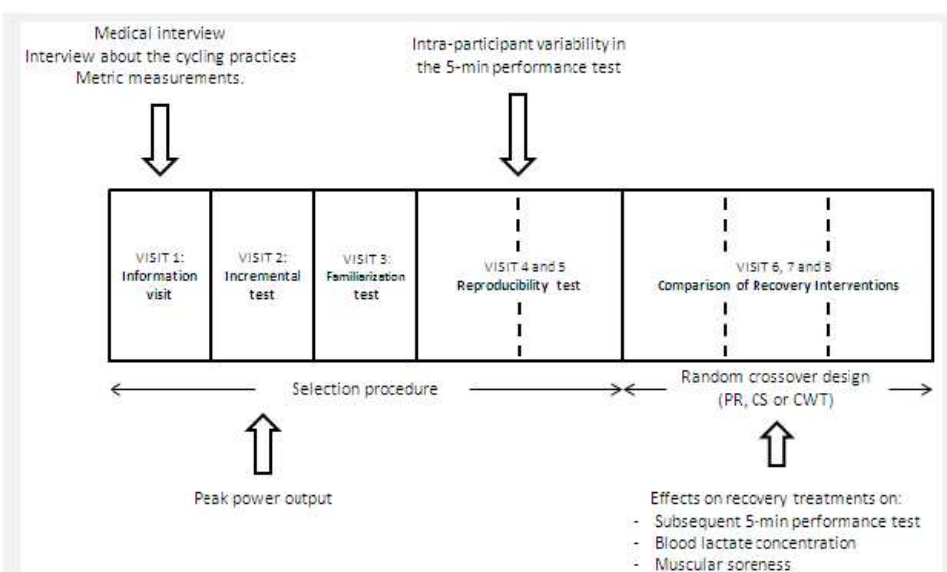 Medical interview
Interview about the cycling practices
Metric measurements.
Intra-participant variability in
the 5-min performance test
VISIT 1:
Information
visit
VISIT 2:
Incremental
test
VISIT 3:
Familiarization
test
VISIT 4 and 5
Reproducibility test
VISIT 6, 7 and 8
Comparison of Recovery Interventions
Selection procedure
Random crossover design
(PR, CS or CWT)
Peak power output
Effects on recovery treatments on:
- Subsequent 5-min performance test
- Blood lactate concentration
- Muscular soreness